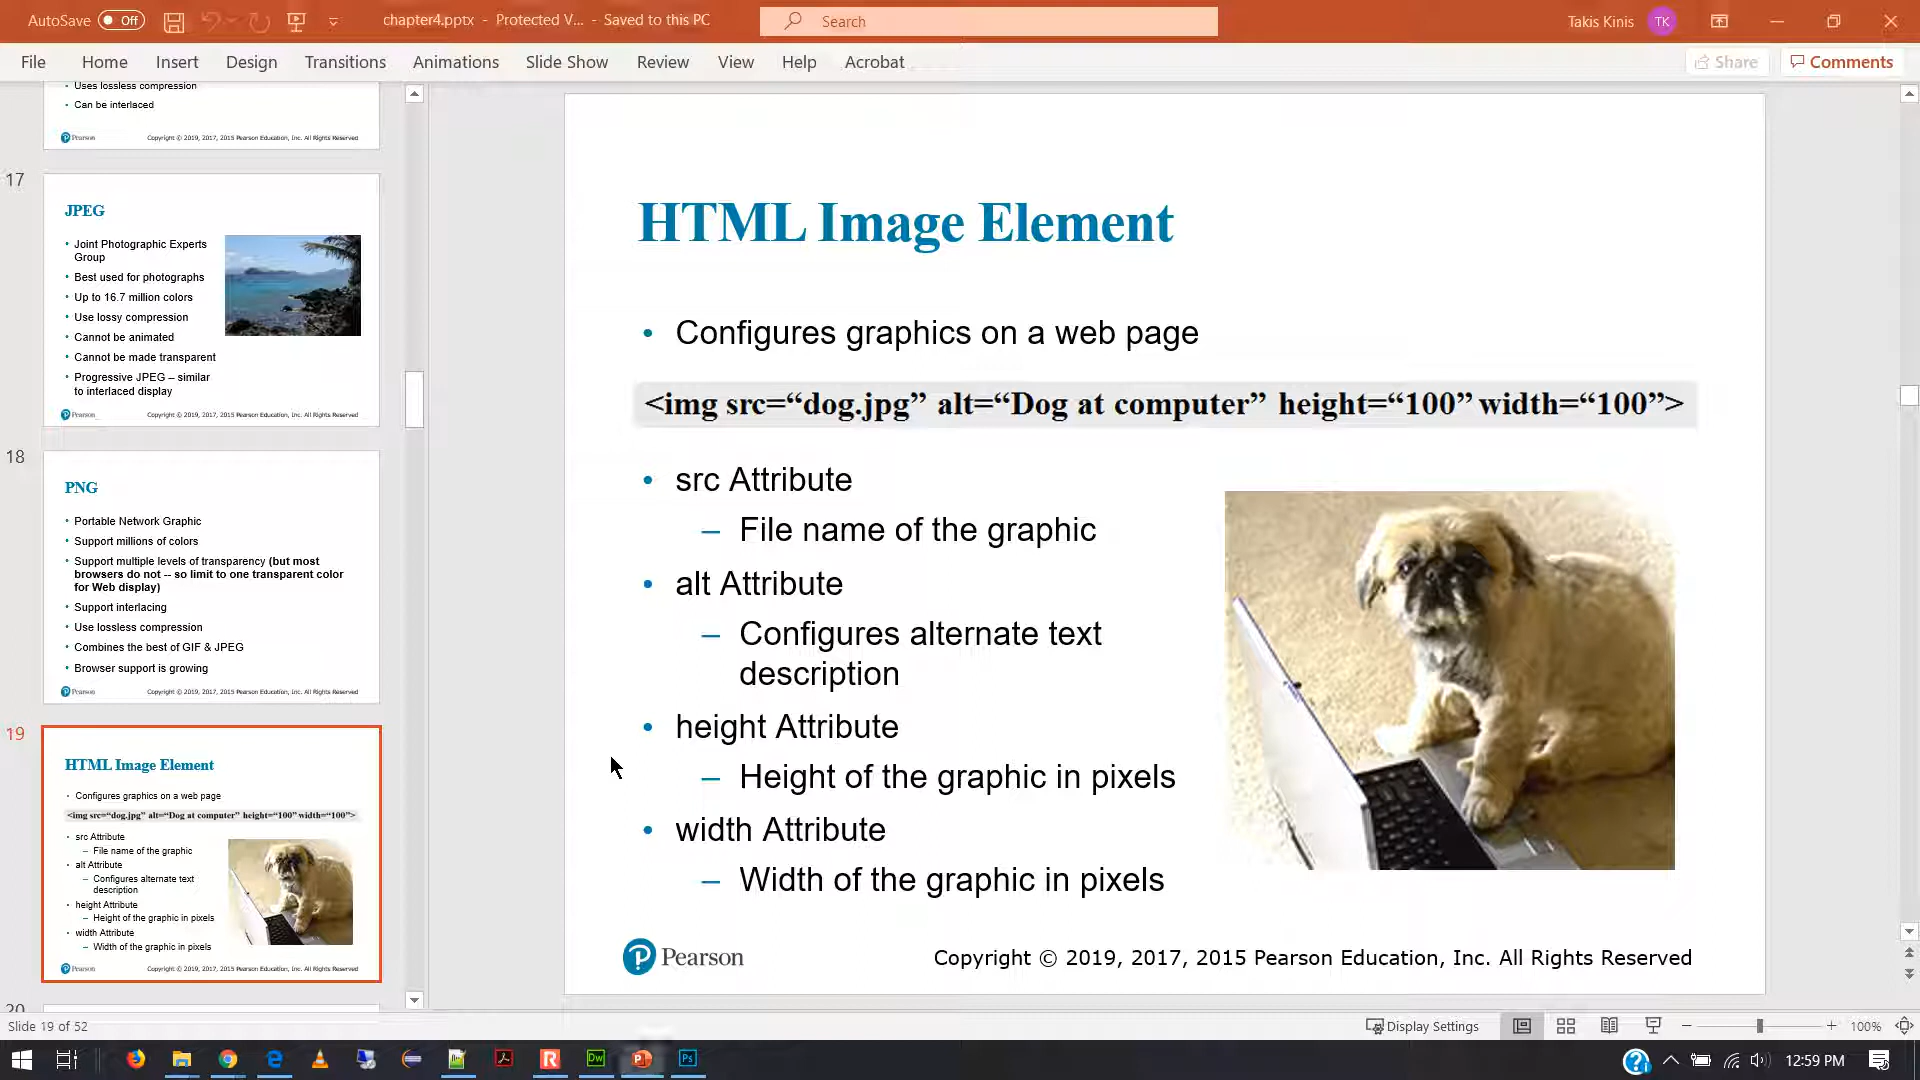 AutoSave Off chapter4.pptx - Protected V... - Saved to this PC Search Takis Kinis TK
File Home Insert Design Transitions Animations Slide Show Review View Help Acrobat Share Comments
• Uses lossless compression
• Can be interlaced
Pearson Copyright © 2019, 2017, 2015 Pearson Education, Inc. All Rights Reserved
17
JPEG
• Joint Photographic Experts
Group
• Best used for photographs
• Up to 16.7 million colors
• Use lossy compression
• Cannot be animated
• Cannot be made transparent
• Progressive JPEG – similar
to interlaced display
Pearson Copyright © 2019, 2017, 2015 Pearson Education, Inc. All Rights Reserved
18
PNG
• Portable Network Graphic
• Support millions of colors
• Support multiple levels of transparency (but most
browsers do not -- so limit to one transparent color
for Web display)
• Support interlacing
• Use lossless compression
• Combines the best of GIF & JPEG
• Browser support is growing
Pearson Copyright © 2019, 2017, 2015 Pearson Education, Inc. All Rights Reserved
19
HTML Image Element
• Configures graphics on a web page
<img src=“dog.jpg” alt=“Dog at computer” height=“100” width=“100”>
• src Attribute
– File name of the graphic
• alt Attribute
– Configures alternate text
description
• height Attribute
– Height of the graphic in pixels
• width Attribute
– Width of the graphic in pixels
Pearson Copyright © 2019, 2017, 2015 Pearson Education, Inc. All Rights Reserved
20
HTML Image Element
• Configures graphics on a web page
<img src=“dog.jpg” alt=“Dog at computer” height=“100” width=“100”>
• src Attribute
– File name of the graphic
• alt Attribute
– Configures alternate text
description
• height Attribute
– Height of the graphic in pixels
• width Attribute
– Width of the graphic in pixels
Pearson Copyright © 2019, 2017, 2015 Pearson Education, Inc. All Rights Reserved
Slide 19 of 52 Display Settings 100%
Dw Ps 12:59 PM